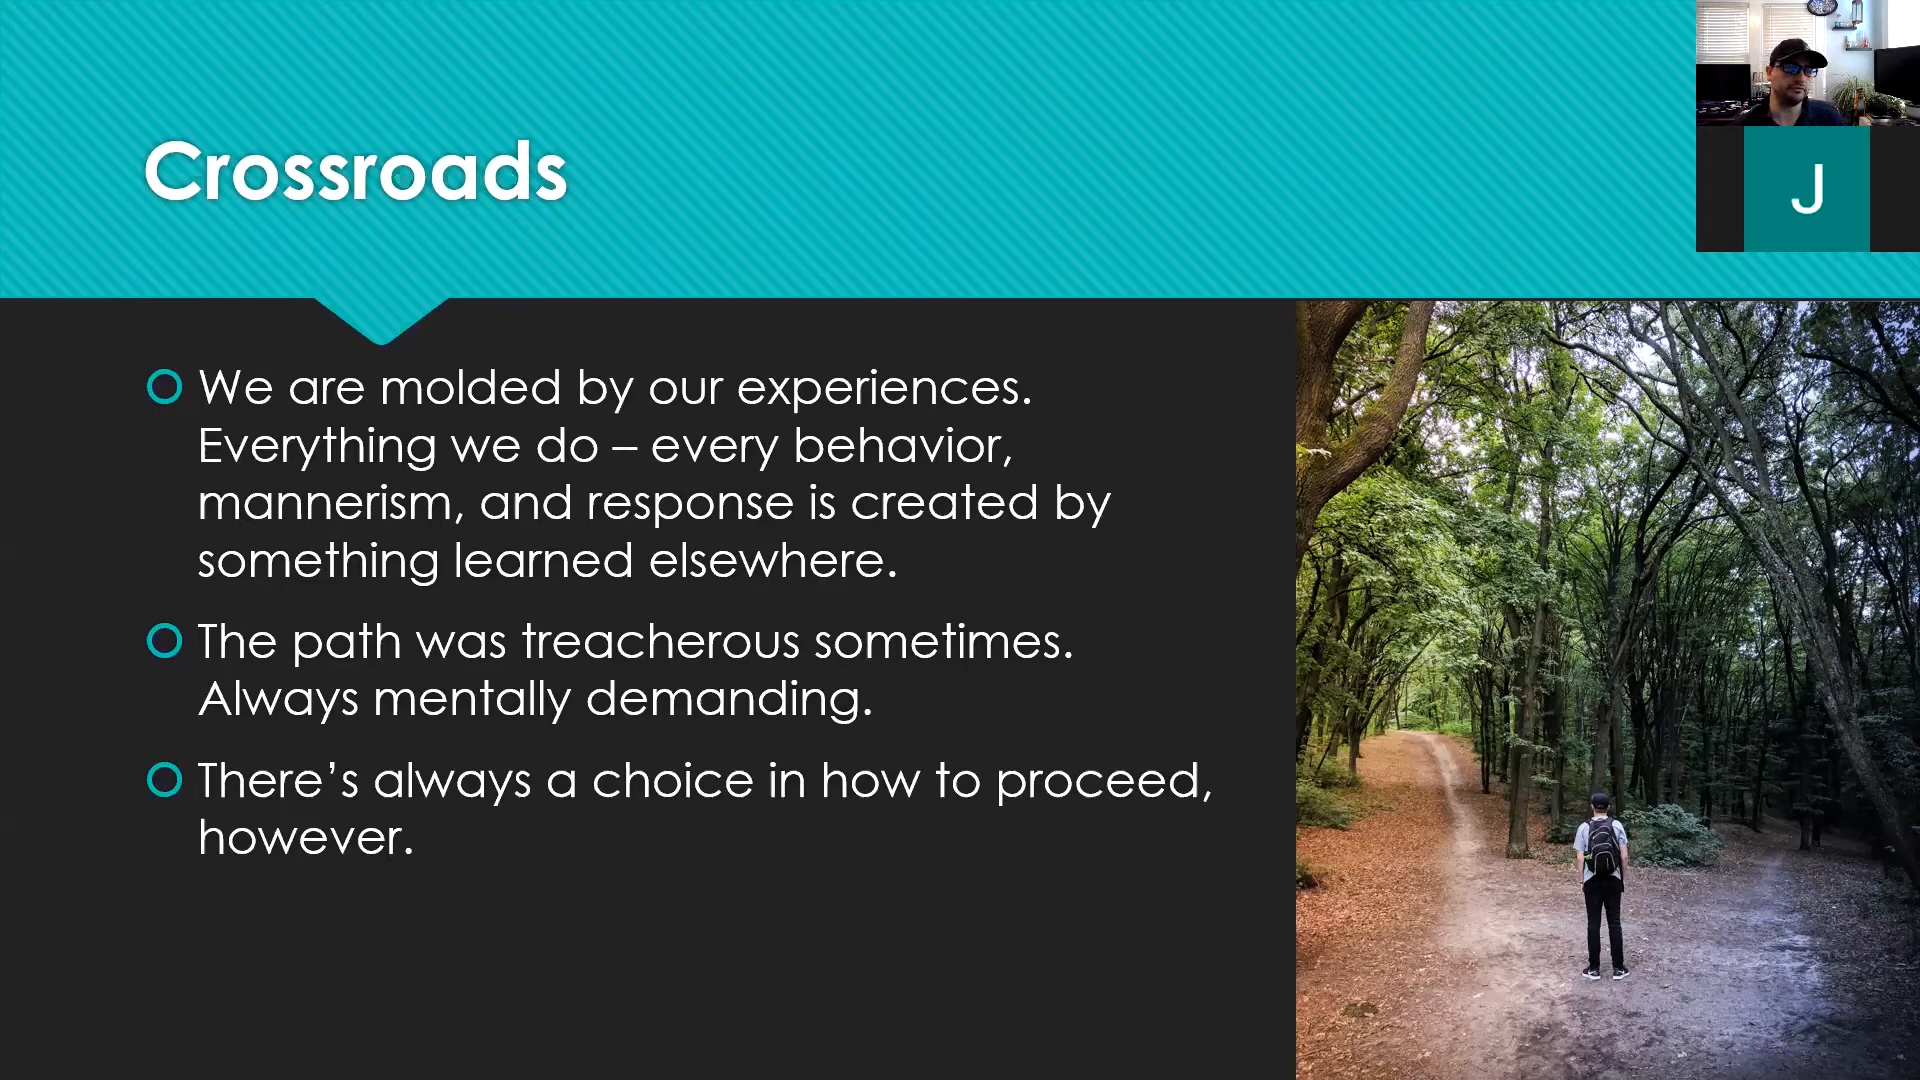 Crossroads
J
We are molded by our experiences.
Everything we do – every behavior,
mannerism, and response is created by
something learned elsewhere.
The path was treacherous sometimes.
Always mentally demanding.
There’s always a choice in how to proceed,
however.